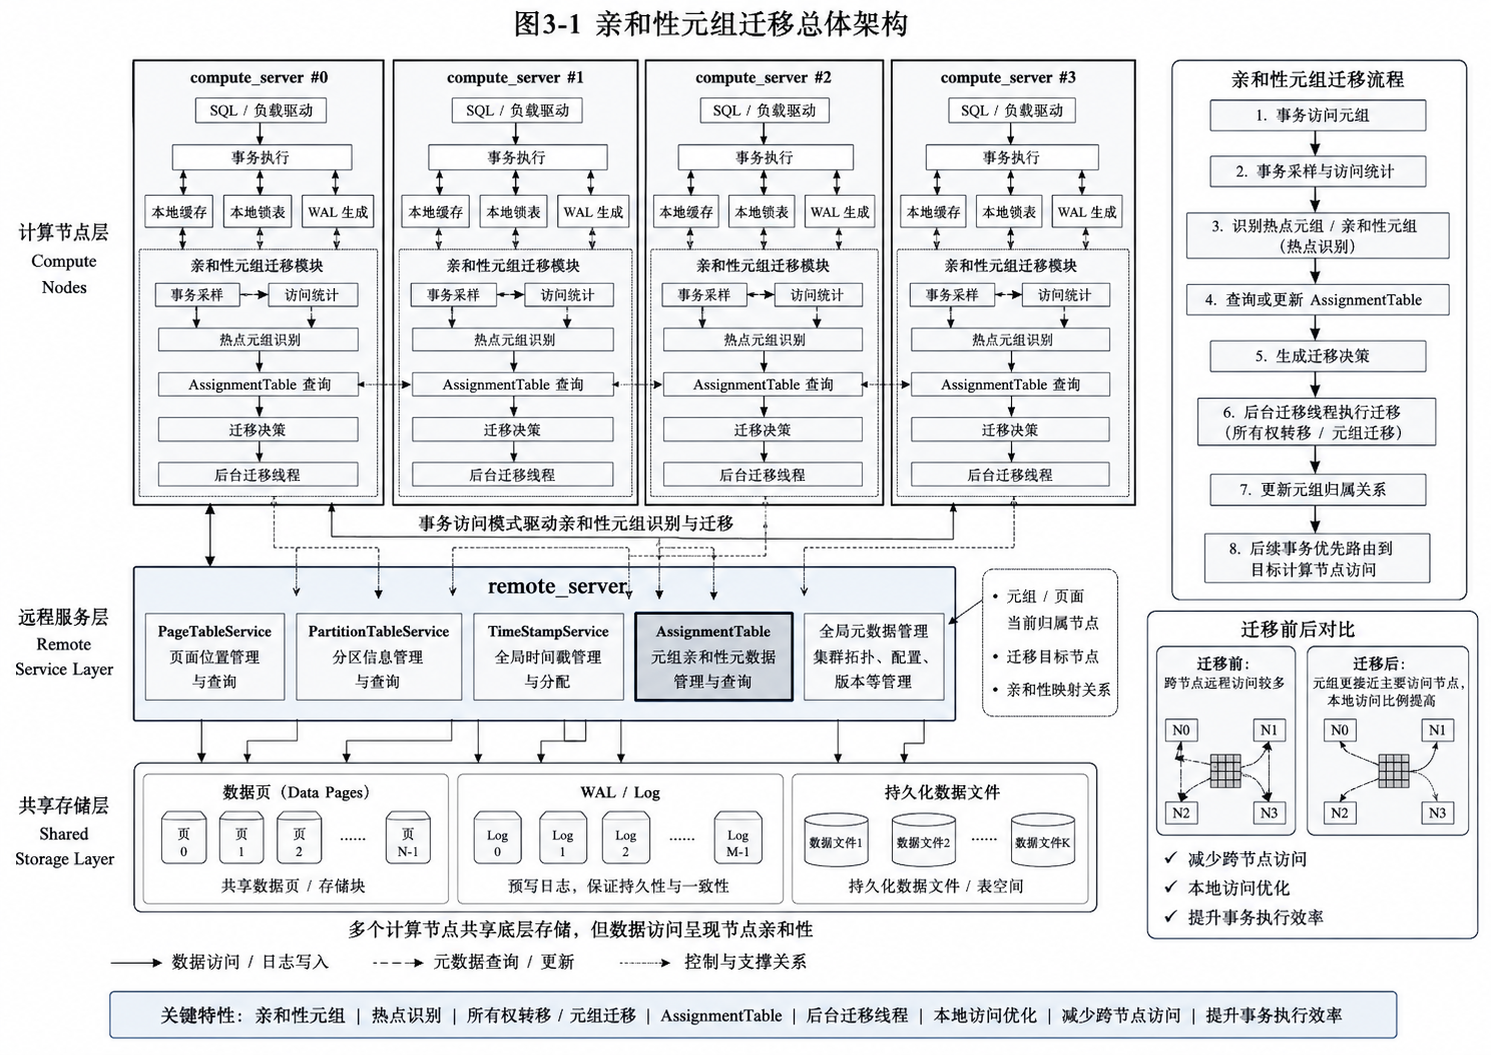 图3-1 亲和性元组迁移总体架构
计算节点层
Compute
Nodes
compute_server #0
SQL / 负载驱动
事务执行
本地缓存
本地锁表
WAL 生成
亲和性元组迁移模块
事务采样
访问统计
热点元组识别
AssignmentTable 查询
迁移决策
后台迁移线程
compute_server #1
SQL / 负载驱动
事务执行
本地缓存
本地锁表
WAL 生成
亲和性元组迁移模块
事务采样
访问统计
热点元组识别
AssignmentTable 查询
迁移决策
后台迁移线程
compute_server #2
SQL / 负载驱动
事务执行
本地缓存
本地锁表
WAL 生成
亲和性元组迁移模块
事务采样
访问统计
热点元组识别
AssignmentTable 查询
迁移决策
后台迁移线程
compute_server #3
SQL / 负载驱动
事务执行
本地缓存
本地锁表
WAL 生成
亲和性元组迁移模块
事务采样
访问统计
热点元组识别
AssignmentTable 查询
迁移决策
后台迁移线程
事务访问模式驱动亲和性元组识别与迁移
远程服务层
Remote
Service Layer
remote_server
PageTableService
页面位置管理
与查询
PartitionTableService
分区信息管理
与查询
TimeStampService
全局时间戳管理
与分配
AssignmentTable
元组亲和性元数据
管理与查询
全局元数据管理
集群拓扑、配置、
版本等管理
• 元组 / 页面
当前归属节点
• 迁移目标节点
• 亲和性映射关系
共享存储层
Shared
Storage Layer
数据页（Data Pages）
页
0
页
1
页
2
......
页
N-1
共享数据页 / 存储块
WAL / Log
Log
0
Log
1
Log
2
......
Log
M-1
预写日志，保证持久性与一致性
持久化数据文件
数据文件1
数据文件2
......
数据文件K
持久化数据文件 / 表空间
多个计算节点共享底层存储，但数据访问呈现节点亲和性
数据访问 / 日志写入
元数据查询 / 更新
控制与支撑关系
亲和性元组迁移流程
1. 事务访问元组
2. 事务采样与访问统计
3. 识别热点元组 / 亲和性元组
（热点识别）
4. 查询或更新 AssignmentTable
5. 生成迁移决策
6. 后台迁移线程执行迁移
（所有权转移 / 元组迁移）
7. 更新元组归属关系
8. 后续事务优先路由到
目标计算节点访问
迁移前后对比
迁移前：
跨节点远程访问较多
N0
N1
N2
N3
迁移后：
元组更接近主要访问节点，
本地访问比例提高
N0
N1
N2
N3
✓ 减少跨节点访问
✓ 本地访问优化
✓ 提升事务执行效率
关键特性： 亲和性元组 | 热点识别 | 所有权转移 / 元组迁移 | AssignmentTable | 后台迁移线程 | 本地访问优化 | 减少跨节点访问 | 提升事务执行效率